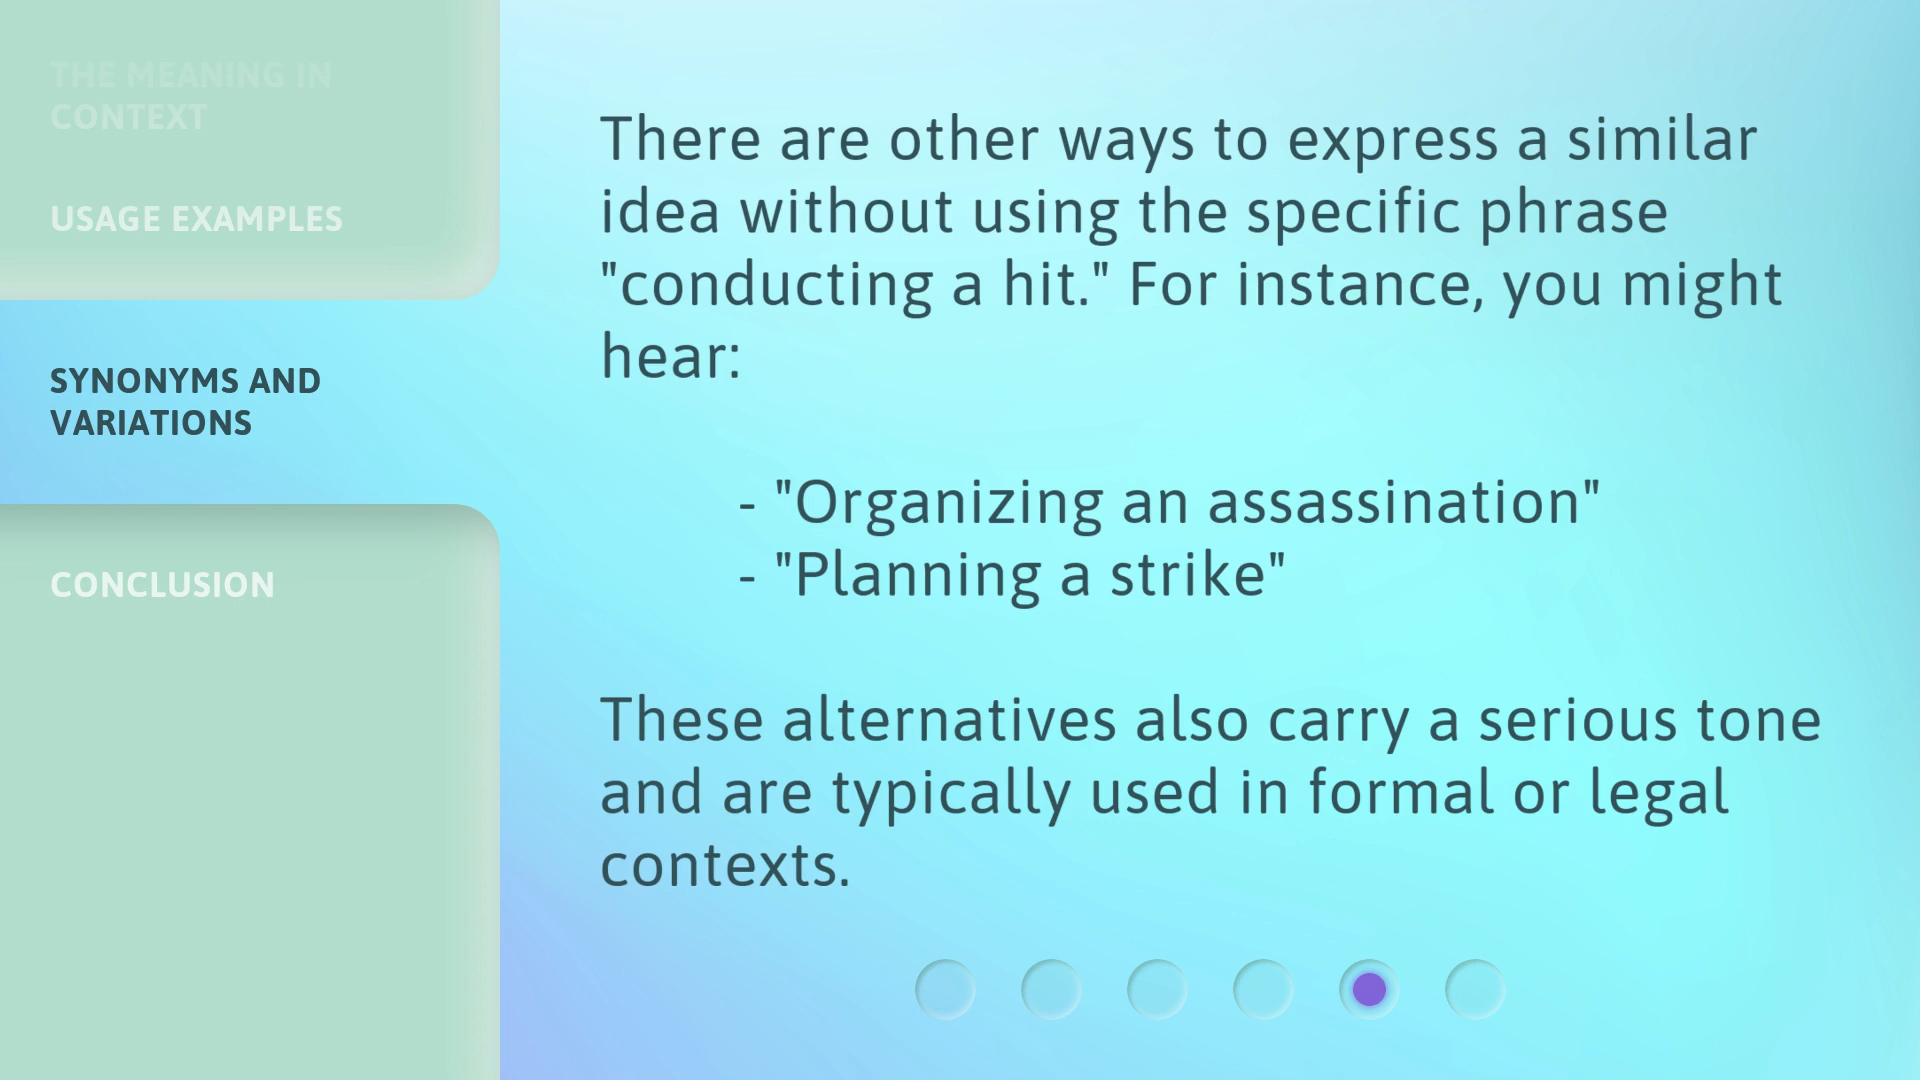 THE MEANING IN
CONTEXT
USAGE EXAMPLES
SYNONYMS AND
VARIATIONS
CONCLUSION
There are other ways to express a similar
idea without using the specific phrase
"conducting a hit." For instance, you might
hear:
- "Organizing an assassination"
- "Planning a strike"
These alternatives also carry a serious tone
and are typically used in formal or legal
contexts.